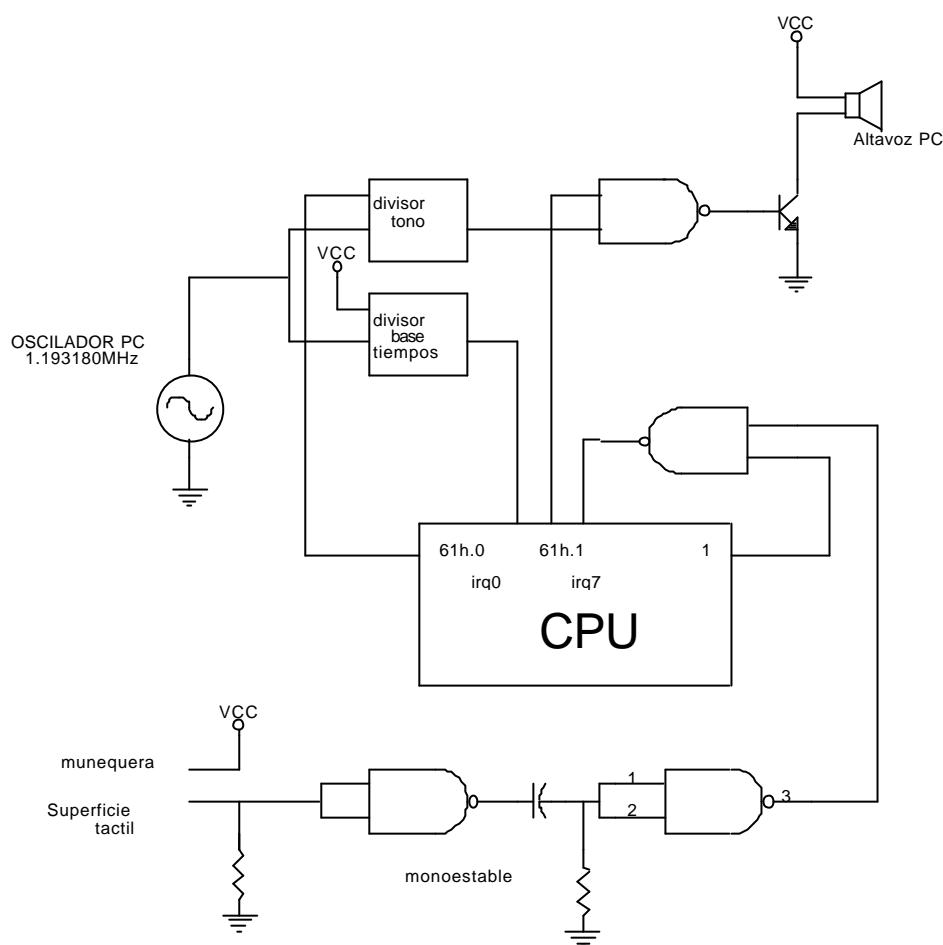 VCC
Altavoz PC
divisor
tono
VCC
divisor
base
tiempos
OSCILADOR PC
1.193180MHz
61h.0
61h.1
1
irq0
irq7
CPU
VCC
munequera
Superficie
tactil
1
2
3
monoestable